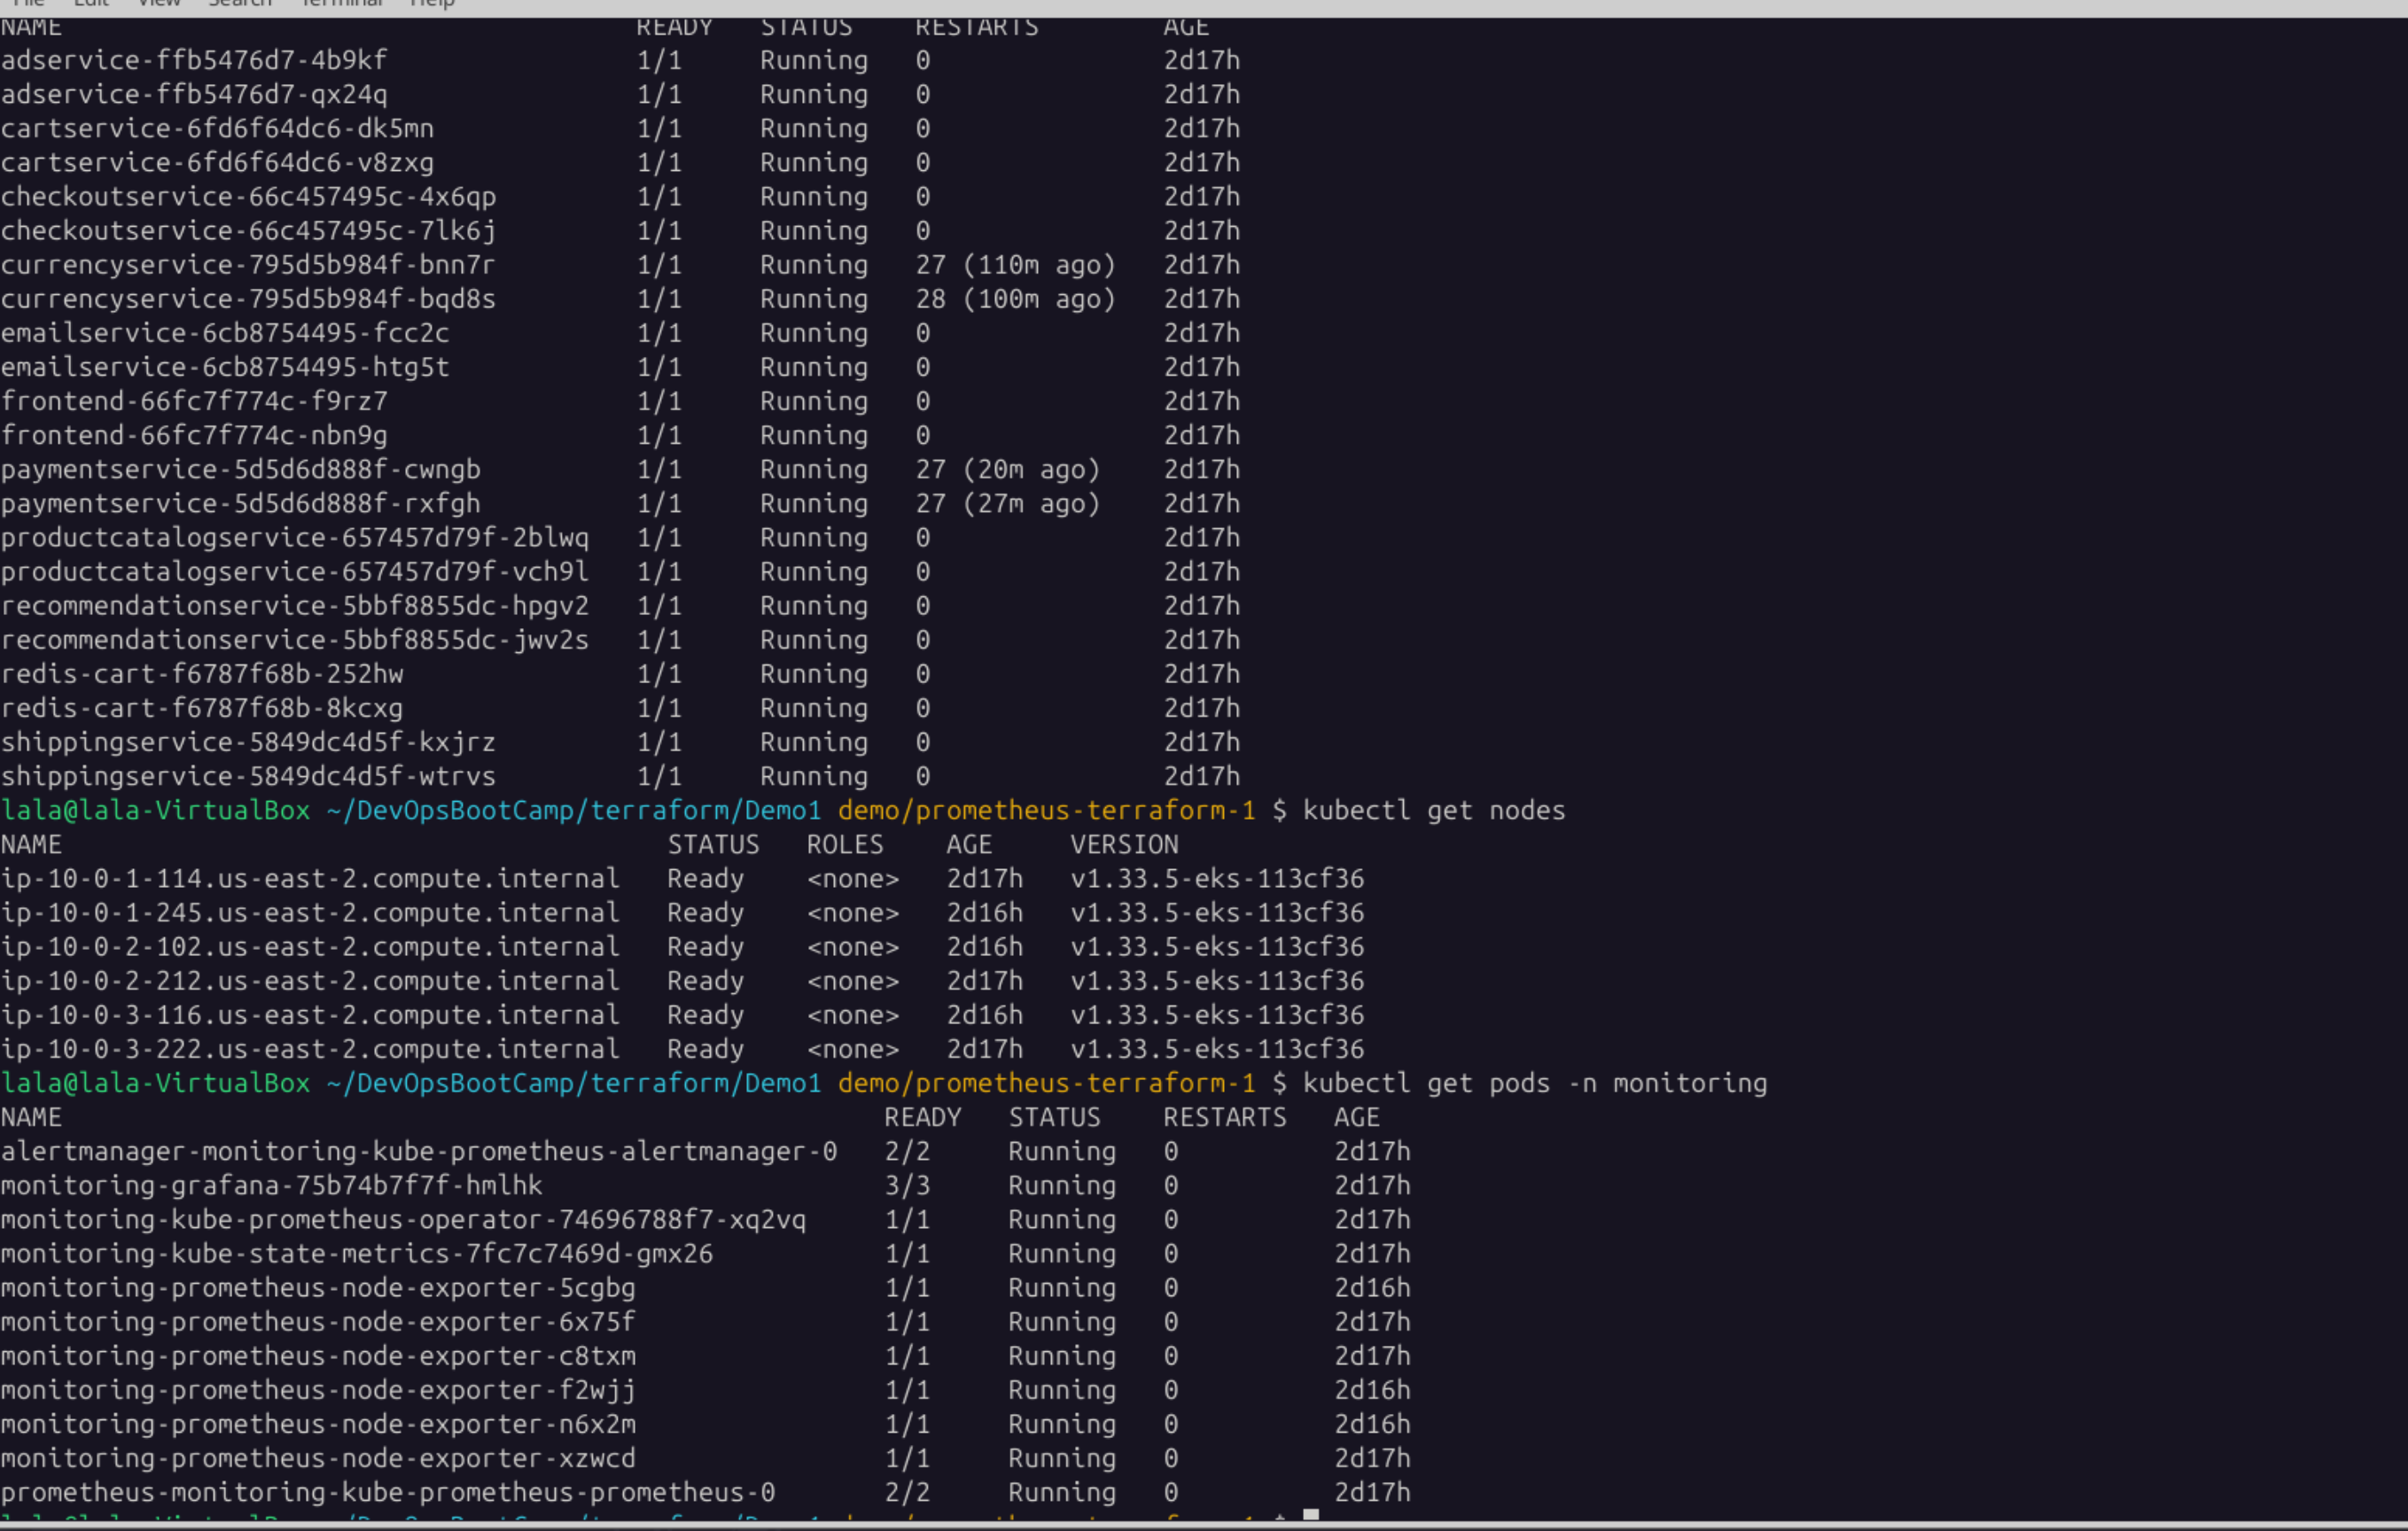 File Edit View Search Terminal Help
NAME READY STATUS RESTARTS AGE
adservice-ffb5476d7-4b9kf 1/1 Running 0 2d17h
adservice-ffb5476d7-qx24q 1/1 Running 0 2d17h
cartservice-6fd6f64dc6-dk5mn 1/1 Running 0 2d17h
cartservice-6fd6f64dc6-v8zxg 1/1 Running 0 2d17h
checkoutservice-66c457495c-4x6qp 1/1 Running 0 2d17h
checkoutservice-66c457495c-7lk6j 1/1 Running 0 2d17h
currencyservice-795d5b984f-bnn7r 1/1 Running 27 (110m ago) 2d17h
currencyservice-795d5b984f-bqd8s 1/1 Running 28 (100m ago) 2d17h
emailservice-6cb8754495-fcc2c 1/1 Running 0 2d17h
emailservice-6cb8754495-htg5t 1/1 Running 0 2d17h
frontend-66fc7f774c-f9rz7 1/1 Running 0 2d17h
frontend-66fc7f774c-nbn9g 1/1 Running 0 2d17h
paymentservice-5d5d6d888f-cwngb 1/1 Running 27 (20m ago) 2d17h
paymentservice-5d5d6d888f-rxfgh 1/1 Running 27 (27m ago) 2d17h
productcatalogservice-657457d79f-2blwq 1/1 Running 0 2d17h
productcatalogservice-657457d79f-vch9l 1/1 Running 0 2d17h
recommendationservice-5bbf8855dc-hpgv2 1/1 Running 0 2d17h
recommendationservice-5bbf8855dc-jwv2s 1/1 Running 0 2d17h
redis-cart-f6787f68b-252hw 1/1 Running 0 2d17h
redis-cart-f6787f68b-8kcxg 1/1 Running 0 2d17h
shippingservice-5849dc4d5f-kxjrz 1/1 Running 0 2d17h
shippingservice-5849dc4d5f-wtrvs 1/1 Running 0 2d17h
lala@lala-VirtualBox ~/DevOpsBootCamp/terraform/Demo1 demo/prometheus-terraform-1 $ kubectl get nodes
NAME STATUS ROLES AGE VERSION
ip-10-0-1-114.us-east-2.compute.internal Ready <none> 2d17h v1.33.5-eks-113cf36
ip-10-0-1-245.us-east-2.compute.internal Ready <none> 2d16h v1.33.5-eks-113cf36
ip-10-0-2-102.us-east-2.compute.internal Ready <none> 2d16h v1.33.5-eks-113cf36
ip-10-0-2-212.us-east-2.compute.internal Ready <none> 2d17h v1.33.5-eks-113cf36
ip-10-0-3-116.us-east-2.compute.internal Ready <none> 2d16h v1.33.5-eks-113cf36
ip-10-0-3-222.us-east-2.compute.internal Ready <none> 2d17h v1.33.5-eks-113cf36
lala@lala-VirtualBox ~/DevOpsBootCamp/terraform/Demo1 demo/prometheus-terraform-1 $ kubectl get pods -n monitoring
NAME READY STATUS RESTARTS AGE
alertmanager-monitoring-kube-prometheus-alertmanager-0 2/2 Running 0 2d17h
monitoring-grafana-75b74b7f7f-hmlhk 3/3 Running 0 2d17h
monitoring-kube-prometheus-operator-74696788f7-xq2vq 1/1 Running 0 2d17h
monitoring-kube-state-metrics-7fc7c7469d-gmx26 1/1 Running 0 2d17h
monitoring-prometheus-node-exporter-5cgbg 1/1 Running 0 2d16h
monitoring-prometheus-node-exporter-6x75f 1/1 Running 0 2d17h
monitoring-prometheus-node-exporter-c8txm 1/1 Running 0 2d17h
monitoring-prometheus-node-exporter-f2wjj 1/1 Running 0 2d16h
monitoring-prometheus-node-exporter-n6x2m 1/1 Running 0 2d16h
monitoring-prometheus-node-exporter-xzwcd 1/1 Running 0 2d17h
prometheus-monitoring-kube-prometheus-prometheus-0 2/2 Running 0 2d17h